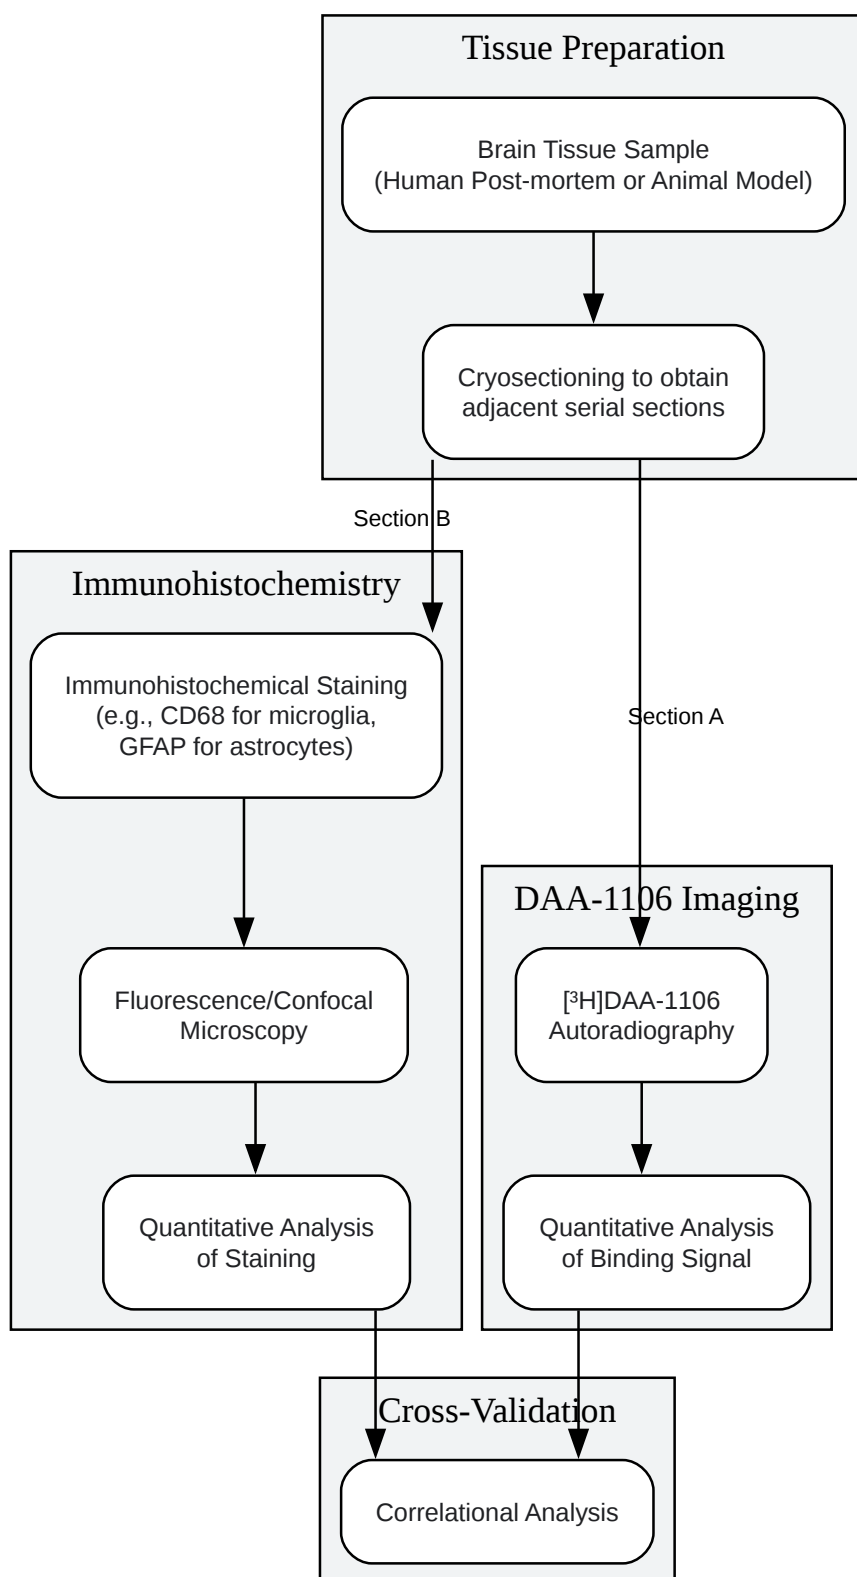 Tissue Preparation
Brain Tissue Sample
(Human Post-mortem or Animal Model)
Cryosectioning to obtain
adjacent serial sections
Section B
Immunohistochemistry
Immunohistochemical Staining
(e.g., CD68 for microglia,
GFAP for astrocytes)
Section A
DAA-1106 Imaging
Fluorescence/Confocal
Microscopy
[³H]DAA-1106
Autoradiography
Quantitative Analysis
of Staining
Quantitative Analysis
of Binding Signal
Cross-Validation
Correlational Analysis